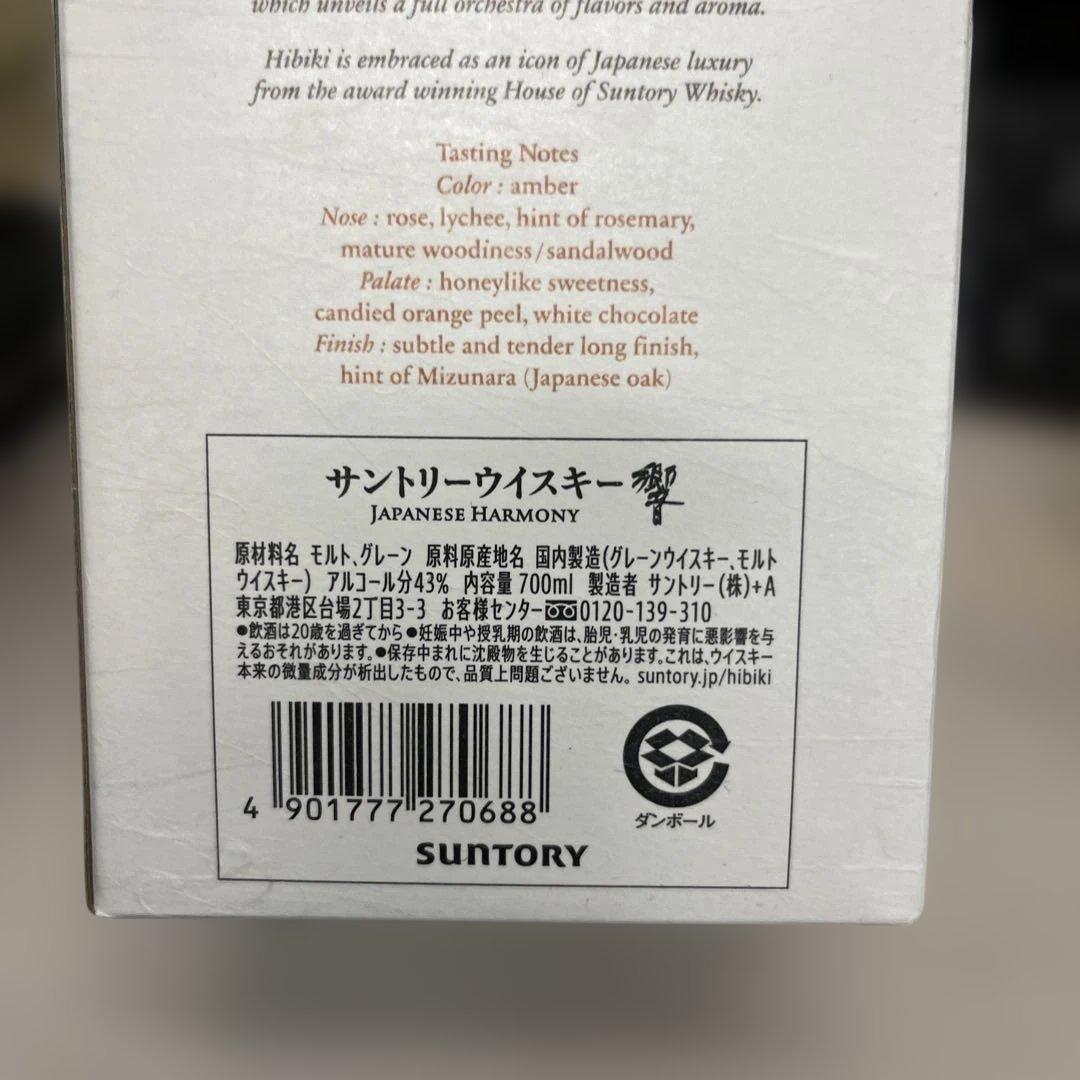 which unveils a full orchestra of flavors and aroma.
Hibiki is embraced as an icon of Japanese luxury
from the award winning House of Suntory Whisky.
Tasting Notes
Color : amber
Nose : rose, lychee, hint of rosemary,
mature woodiness/sandalwood
Palate : honeylike sweetness,
candied orange peel, white chocolate
Finish : subtle and tender long finish,
hint of Mizunara (Japanese oak)
サントリーウイスキー 響
JAPANESE HARMONY
原材料名 モルト、グレーン 原料原産地名 国内製造(グレーンウイスキー、モルト
ウイスキー) アルコール分43% 内容量 700ml 製造者 サントリー(株)+A
東京都港区台場2丁目3-3 お客様センター 0120-139-310
●飲酒は20歳を過ぎてから●妊娠中や授乳期の飲酒は、胎児・乳児の発育に悪影響を与
えるおそれがあります。●保存中まれに沈殿物を生じることがあります。これは、ウイスキー
本来の微量成分が析出したもので、品質上問題ございません。 suntory.jp/hibiki
4 901777 270688
ダンボール
SUNTORY